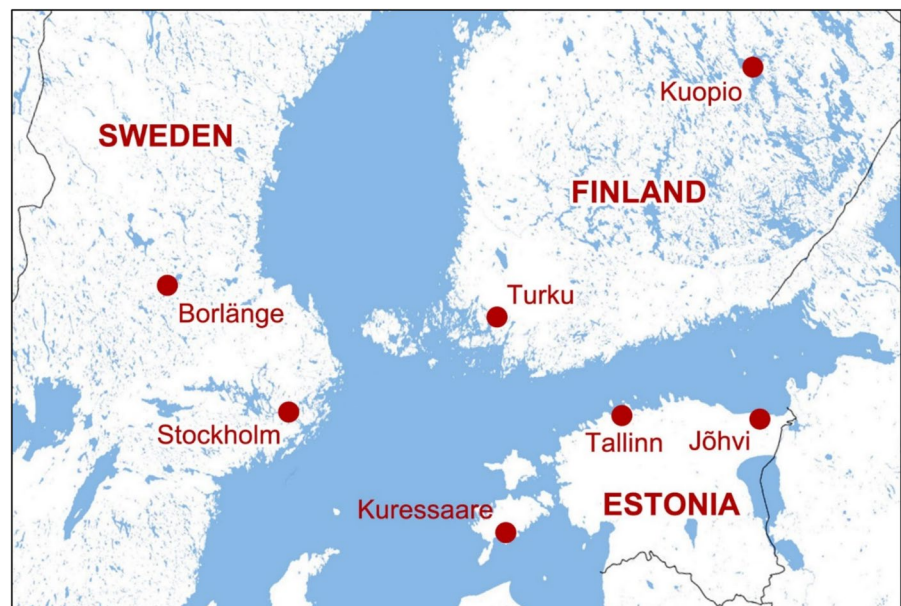 Kuopio
SWEDEN
FINLAND
Turku
Borlänge
Stockholm
Tallinn
Jõhvi
Kuressaare
ESTONIA